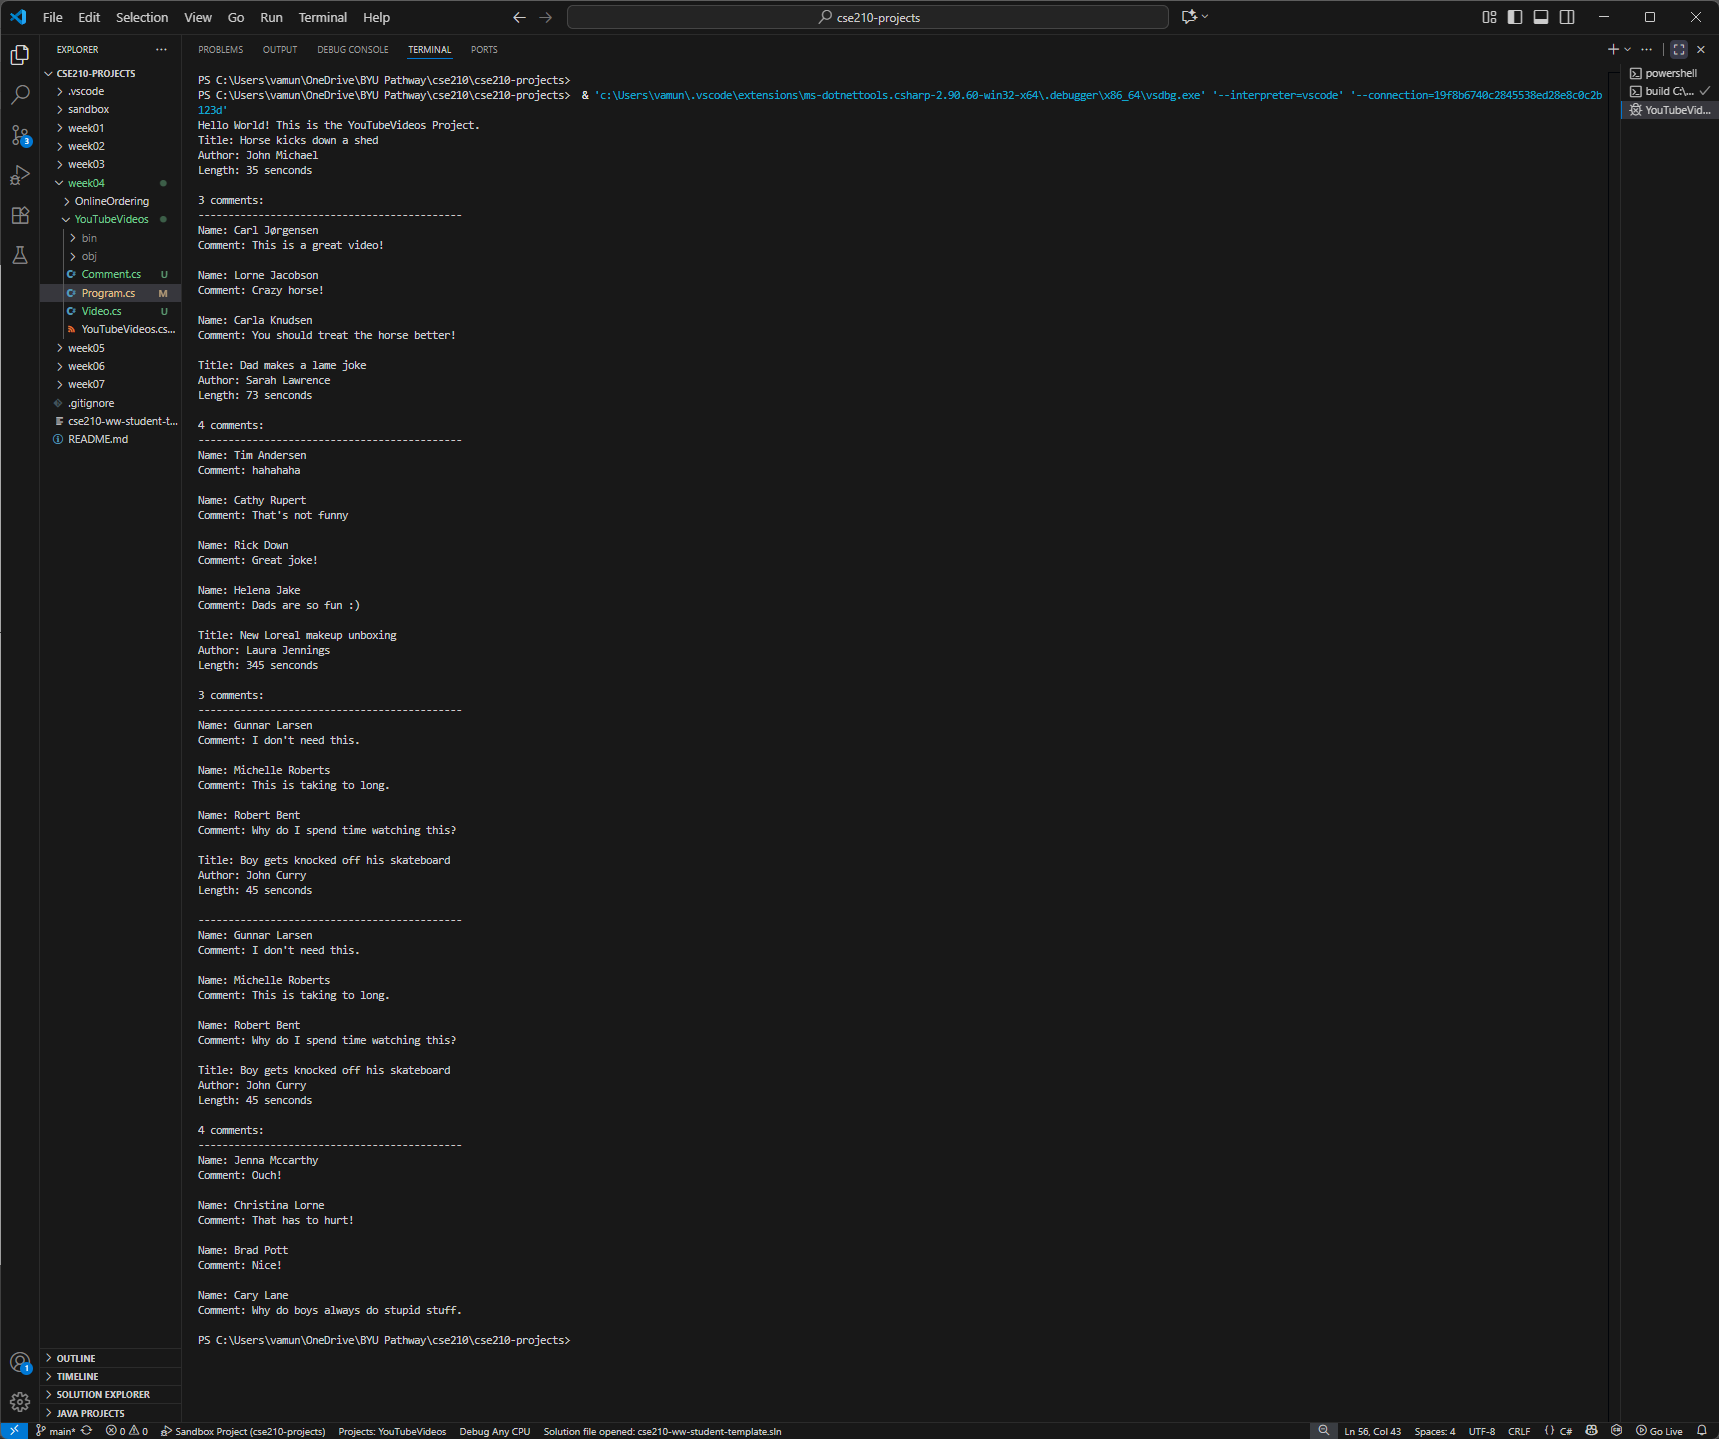 File Edit Selection View Go Run Terminal Help
cse210-projects
EXPLORER
CSE210-PROJECTS
.vscode
sandbox
week01
week02
week03
week04
OnlineOrdering
YouTubeVideos
bin
obj
Comment.cs U
Program.cs M
Video.cs U
YouTubeVideos.cs...
week05
week06
week07
.gitignore
cse210-ww-student-t...
README.md
OUTLINE
TIMELINE
SOLUTION EXPLORER
JAVA PROJECTS
3
1
PROBLEMS OUTPUT DEBUG CONSOLE TERMINAL PORTS
PS C:\Users\vamun\OneDrive\BYU Pathway\cse210\cse210-projects>
PS C:\Users\vamun\OneDrive\BYU Pathway\cse210\cse210-projects> & 'c:\Users\vamun\.vscode\extensions\ms-dotnettools.csharp-2.90.60-win32-x64\.debugger\x86_64\vsdbg.exe' '--interpreter=vscode' '--connection=19f8b6740c2845538ed28e8c0c2b
123d'
Hello World! This is the YouTubeVideos Project.
Title: Horse kicks down a shed
Author: John Michael
Length: 35 senconds
3 comments:
--------------------------------------------
Name: Carl Jørgensen
Comment: This is a great video!
Name: Lorne Jacobson
Comment: Crazy horse!
Name: Carla Knudsen
Comment: You should treat the horse better!
Title: Dad makes a lame joke
Author: Sarah Lawrence
Length: 73 senconds
4 comments:
--------------------------------------------
Name: Tim Andersen
Comment: hahahaha
Name: Cathy Rupert
Comment: That's not funny
Name: Rick Down
Comment: Great joke!
Name: Helena Jake
Comment: Dads are so fun :)
Title: New Loreal makeup unboxing
Author: Laura Jennings
Length: 345 senconds
3 comments:
--------------------------------------------
Name: Gunnar Larsen
Comment: I don't need this.
Name: Michelle Roberts
Comment: This is taking to long.
Name: Robert Bent
Comment: Why do I spend time watching this?
Title: Boy gets knocked off his skateboard
Author: John Curry
Length: 45 senconds
--------------------------------------------
Name: Gunnar Larsen
Comment: I don't need this.
Name: Michelle Roberts
Comment: This is taking to long.
Name: Robert Bent
Comment: Why do I spend time watching this?
Title: Boy gets knocked off his skateboard
Author: John Curry
Length: 45 senconds
4 comments:
--------------------------------------------
Name: Jenna Mccarthy
Comment: Ouch!
Name: Christina Lorne
Comment: That has to hurt!
Name: Brad Pott
Comment: Nice!
Name: Cary Lane
Comment: Why do boys always do stupid stuff.
PS C:\Users\vamun\OneDrive\BYU Pathway\cse210\cse210-projects>
powershell
build C:\...
YouTubeVid...
main* 0 0 Sandbox Project (cse210-projects) Projects: YouTubeVideos Debug Any CPU Solution file opened: cse210-ww-student-template.sln Ln 56, Col 43 Spaces: 4 UTF-8 CRLF {} C# Go Live